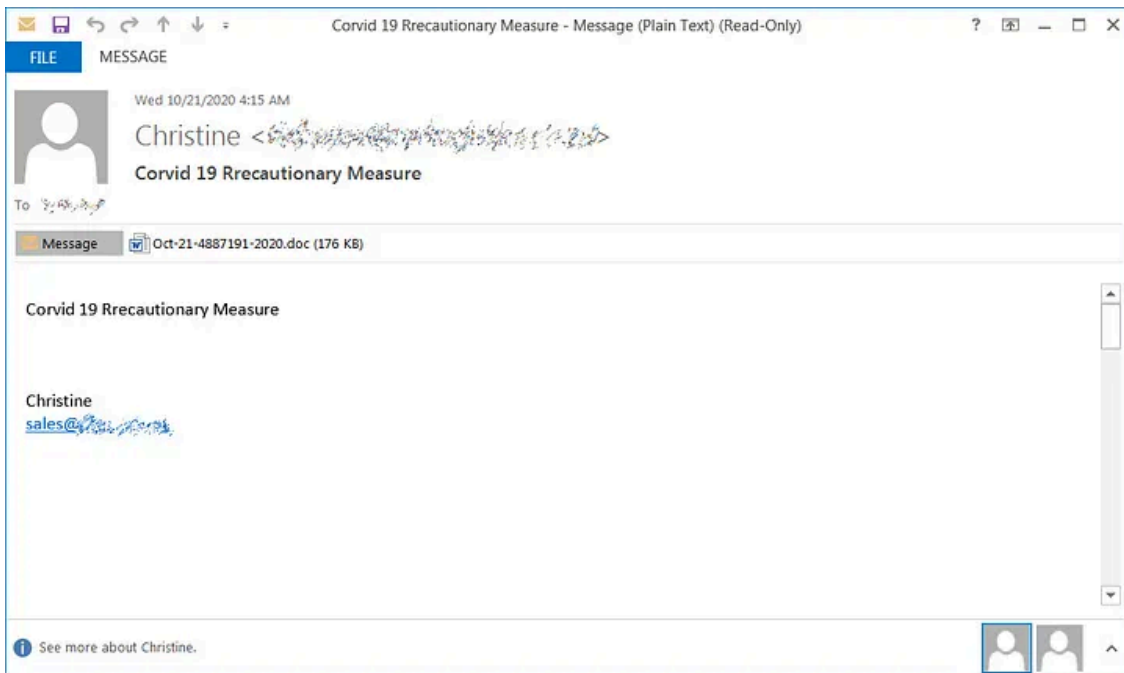 Corvid 19 Rrecautionary Measure - Message (Plain Text) (Read-Only)
FILE MESSAGE
Wed 10/21/2020 4:15 AM
Christine <
Corvid 19 Rrecautionary Measure
To
Message Oct-21-4887191-2020.doc (176 KB)
Corvid 19 Rrecautionary Measure
Christine
sales@
See more about Christine.